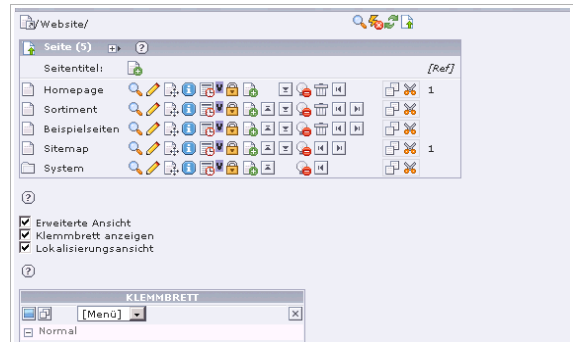 /Website/
Seite (5)
Seitentitel: [Ref]
Homepage 1
Sortiment
Beispielseiten
Sitemap 1
System
Erweiterte Ansicht
Klemmbrett anzeigen
Lokalisierungsansicht
KLEMMBRETT
[Menü]
Normal